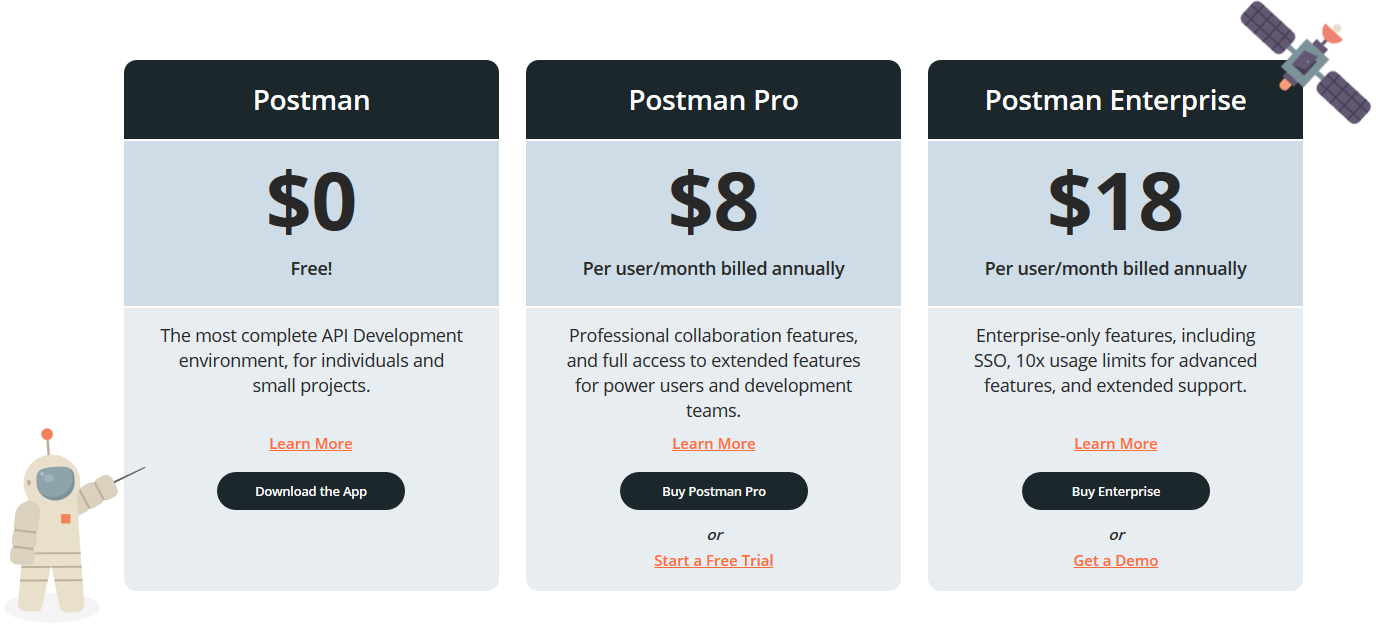 Postman
$0
Free!
The most complete API Development
environment, for individuals and
small projects.
Learn More
Download the App
Postman Pro
$8
Per user/month billed annually
Professional collaboration features,
and full access to extended features
for power users and development
teams.
Learn More
Buy Postman Pro
or
Start a Free Trial
Postman Enterprise
$18
Per user/month billed annually
Enterprise-only features, including
SSO, 10x usage limits for advanced
features, and extended support.
Learn More
Buy Enterprise
or
Get a Demo